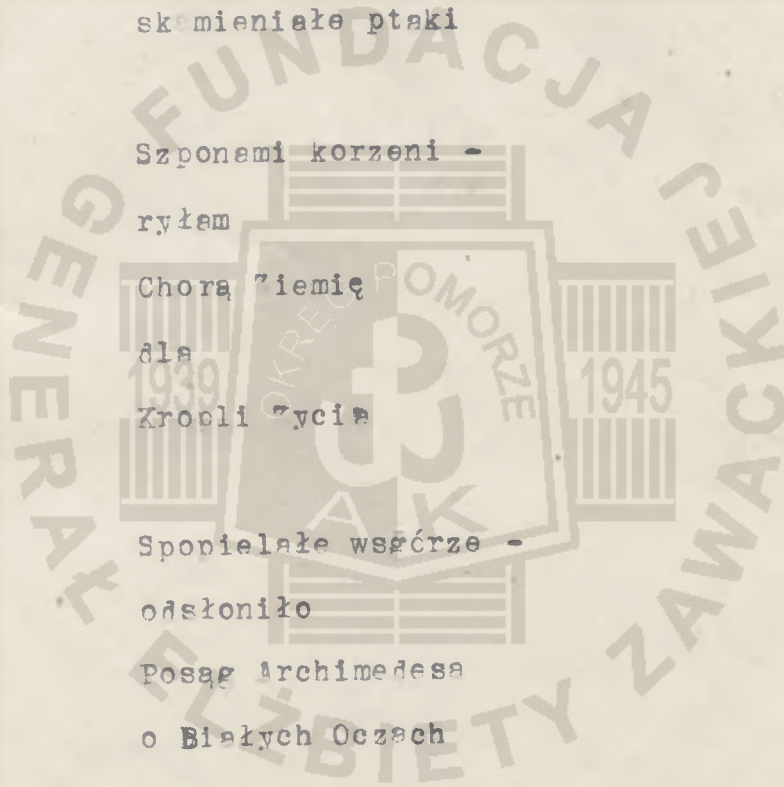 skamieniałe ptaki
Szponami korzeni -
ryłam
Chorą Ziemię
dla
Kropli Życia
Spopielałe wzgórze -
odsłoniło
Posąg Archimedesa
o Białych Oczach
FUNDACJA JEJ
GENERAŁ
ELŻBIETY ZAWACKIEJ
OKRĘG POMORZE
1939
1945
AK